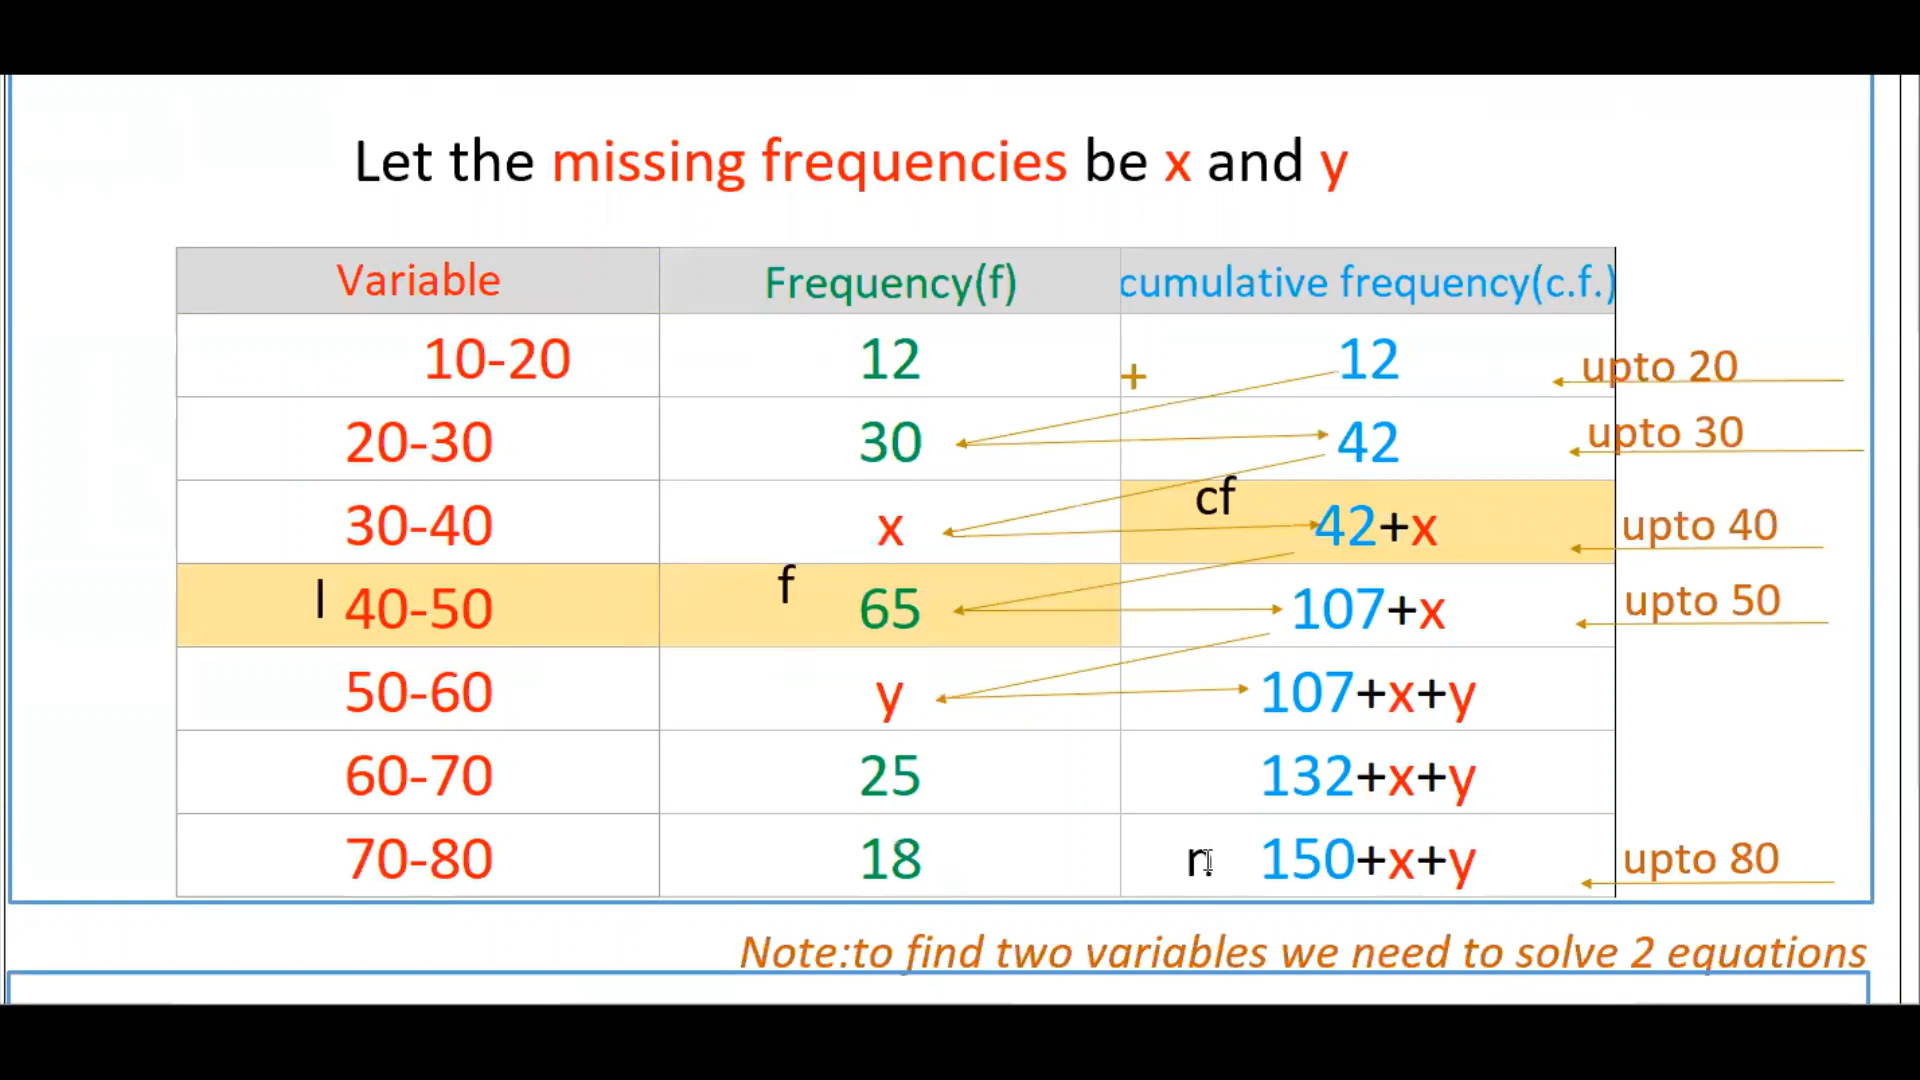 Let the missing frequencies be x and y
Variable Frequency(f) cumulative frequency(c.f.)
10-20 12 + 12 upto 20
20-30 30 42 upto 30
30-40 x cf 42+x upto 40
l 40-50 f 65 107+x upto 50
50-60 y 107+x+y
60-70 25 132+x+y
70-80 18 n 150+x+y upto 80
Note:to find two variables we need to solve 2 equations